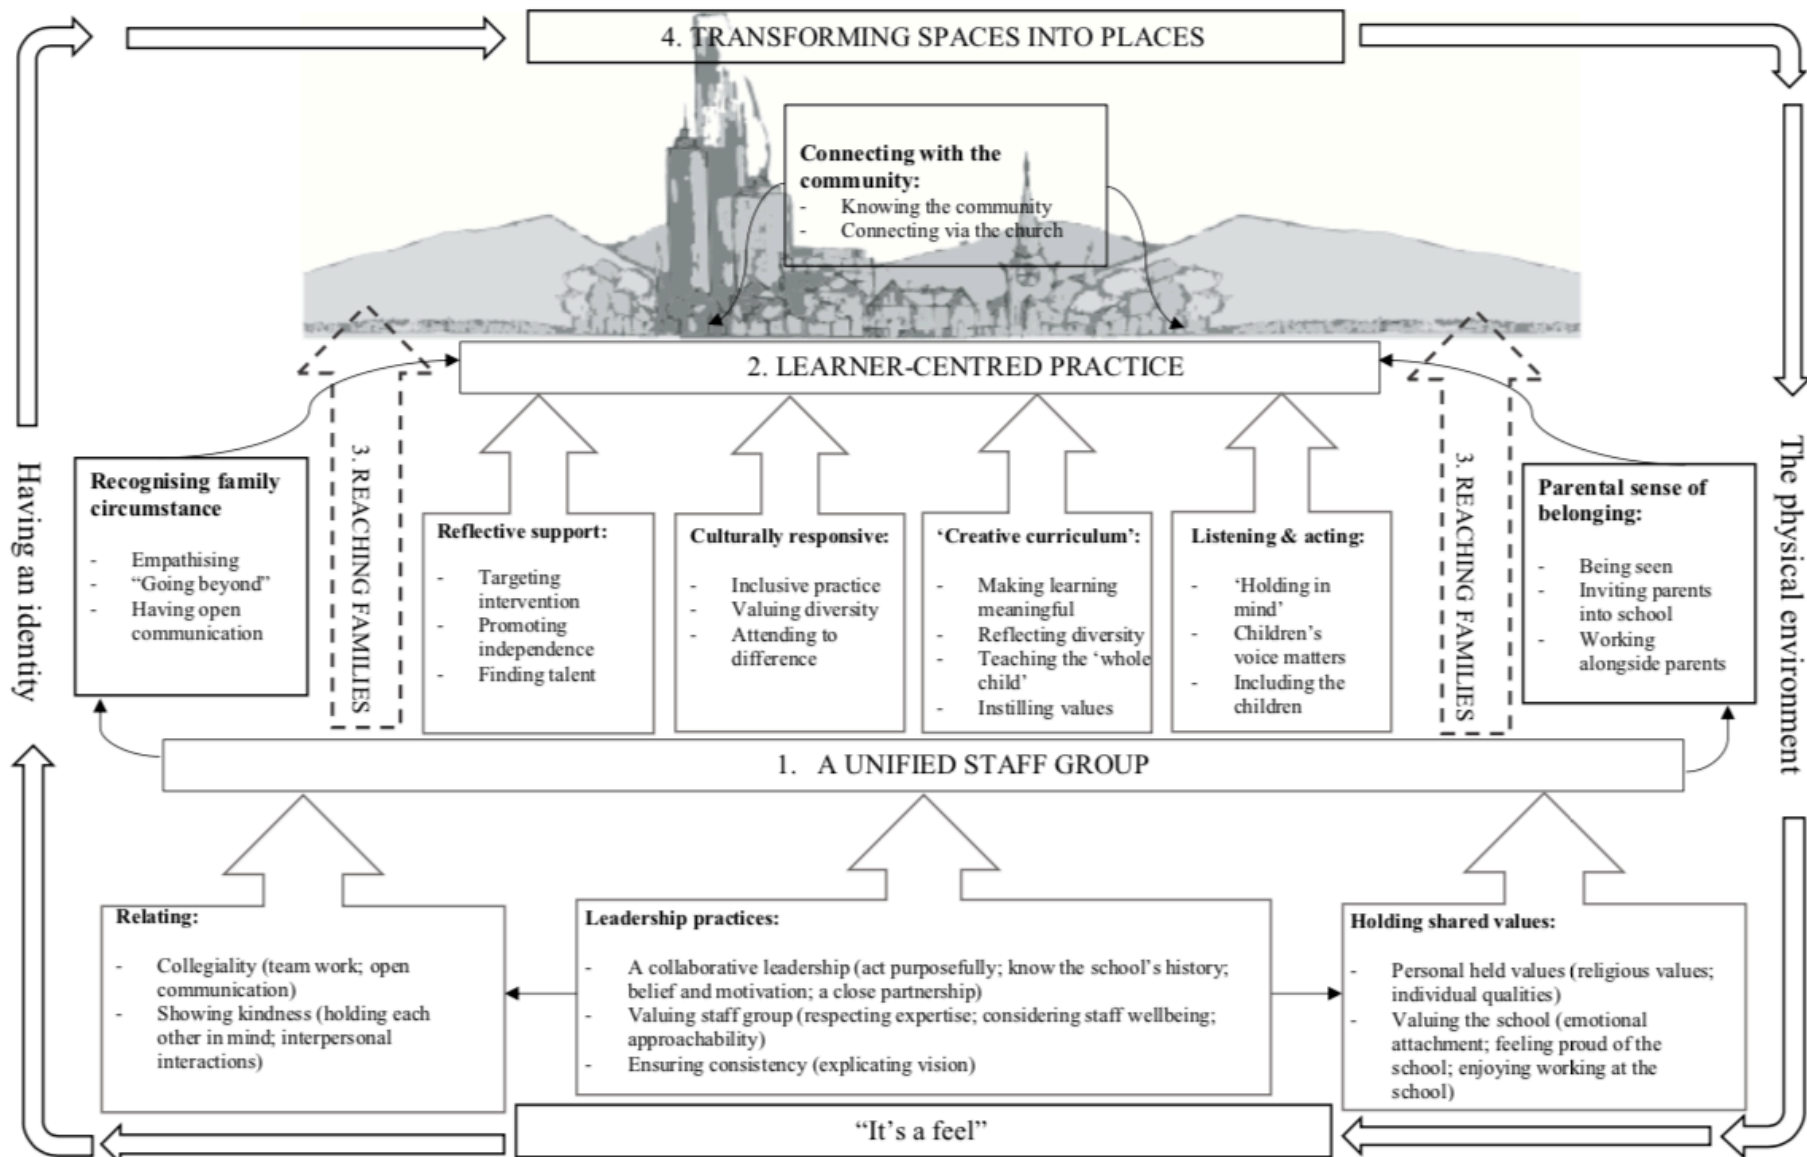 4. TRANSFORMING SPACES INTO PLACES
Connecting with the
community:
- Knowing the community
- Connecting via the church
2. LEARNER-CENTRED PRACTICE
Having an identity
Recognising family
circumstance
- Empathising
- “Going beyond”
- Having open
communication
3. REACHING FAMILIES
Reflective support:
- Targeting
intervention
- Promoting
independence
- Finding talent
Culturally responsive:
- Inclusive practice
- Valuing diversity
- Attending to
difference
‘Creative curriculum’:
- Making learning
meaningful
- Reflecting diversity
- Teaching the ‘whole
child’
- Instilling values
Listening & acting:
- ‘Holding in
mind’
- Children’s
voice matters
- Including the
children
3. REACHING FAMILIES
Parental sense of
belonging:
- Being seen
- Inviting parents
into school
- Working
alongside parents
The physical environment
1. A UNIFIED STAFF GROUP
Relating:
- Collegiality (team work; open
communication)
- Showing kindness (holding each
other in mind; interpersonal
interactions)
Leadership practices:
- A collaborative leadership (act purposefully; know the school’s history;
belief and motivation; a close partnership)
- Valuing staff group (respecting expertise; considering staff wellbeing;
approachability)
- Ensuring consistency (explicating vision)
Holding shared values:
- Personal held values (religious values;
individual qualities)
- Valuing the school (emotional
attachment; feeling proud of the
school; enjoying working at the
school)
“It’s a feel”